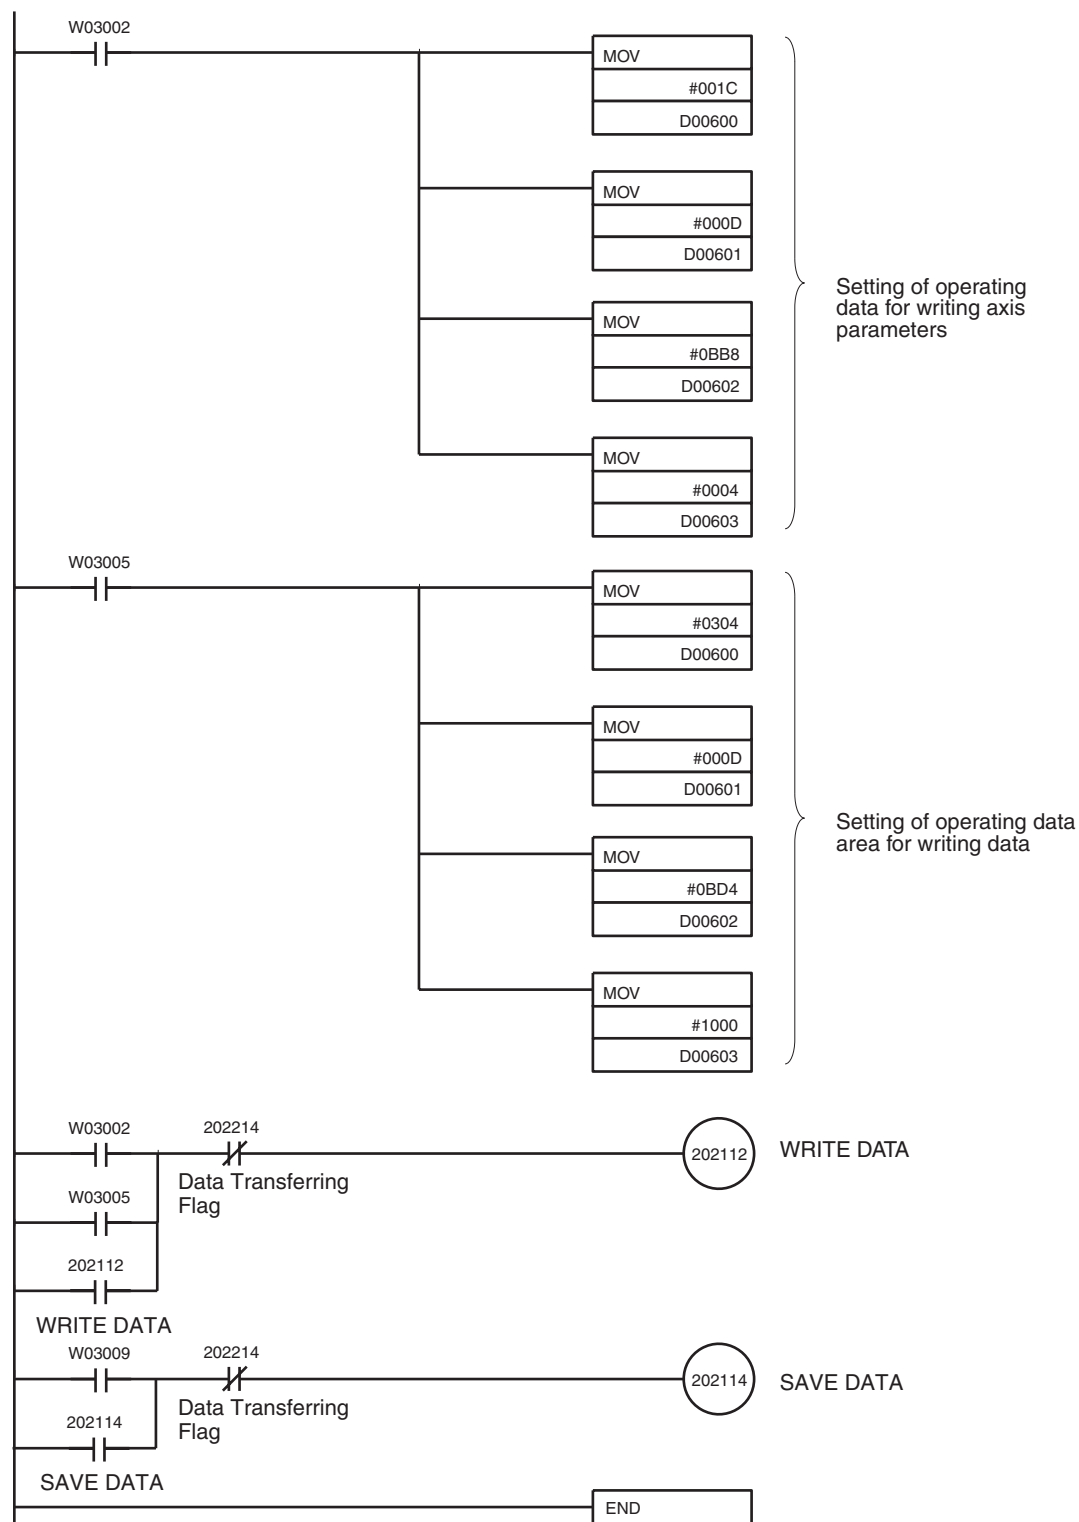 W03002
MOV
#001C
D00600
MOV
#000D
D00601
MOV
#0BB8
D00602
MOV
#0004
D00603
Setting of operating
data for writing axis
parameters
W03005
MOV
#0304
D00600
MOV
#000D
D00601
MOV
#0BD4
D00602
MOV
#1000
D00603
Setting of operating data
area for writing data
W03002
202214
Data Transferring
Flag
202112
WRITE DATA
W03005
202112
WRITE DATA
W03009
202214
Data Transferring
Flag
202114
SAVE DATA
202114
SAVE DATA
END